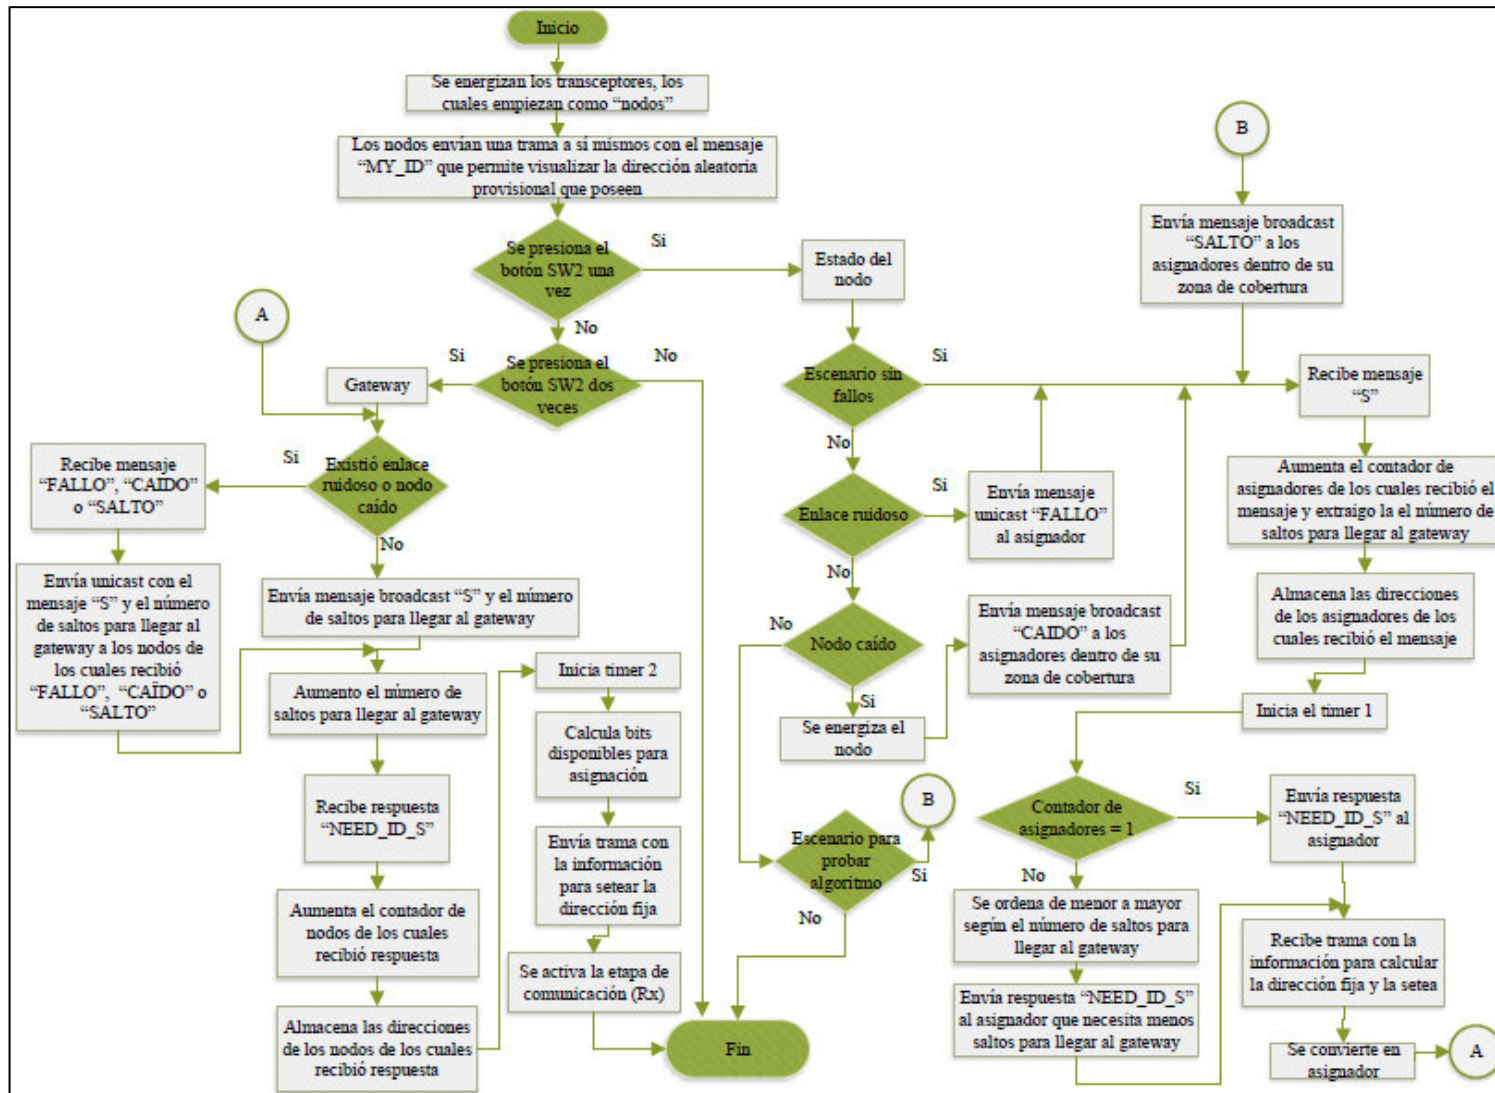 Inicio
Se energizan los transceptores, los
cuales empiezan como “nodos”
Los nodos envían una trama a sí mismos con el mensaje
“MY_ID” que permite visualizar la dirección aleatoria
provisional que poseen
Se presiona el
botón SW2 una
vez
Si
No
Se presiona el
botón SW2 dos
veces
Si
No
A
Gateway
Existió enlace
ruidoso o nodo
caído
Si
No
Recibe mensaje
“FALLO”, “CAIDO”
o “SALTO”
Envía unicast con el
mensaje “S” y el número
de saltos para llegar al
gateway a los nodos de
los cuales recibió
“FALLO”, “CAÏDO” o
“SALTO”
Envía mensaje broadcast “S” y el número
de saltos para llegar al gateway
Aumento el número de
saltos para llegar al gateway
Recibe respuesta
“NEED_ID_S”
Aumenta el contador de
nodos de los cuales
recibió respuesta
Almacena las direcciones
de los nodos de los cuales
recibió respuesta
Inicia timer 2
Calcula bits
disponibles para
asignación
Envía trama con
la información
para setear la
dirección fija
Se activa la etapa de
comunicación (Rx)
Fin
Estado del
nodo
Escenario sin
fallos
Si
No
Enlace ruidoso
Si
No
Envía mensaje
unicast “FALLO”
al asignador
Nodo caído
No
Si
Se energiza el
nodo
Envía mensaje broadcast
“CAIDO” a los
asignadores dentro de su
zona de cobertura
Escenario para
probar
algoritmo
Si
No
B
B
Envía mensaje broadcast
“SALTO” a los
asignadores dentro de su
zona de cobertura
Recibe mensaje
“S”
Aumenta el contador de
asignadores de los cuales recibió el
mensaje y extraigo la el número de
saltos para llegar al gateway
Almacena las direcciones
de los asignadores de los
cuales recibió el mensaje
Inicia el timer 1
Contador de
asignadores = 1
Si
No
Envía respuesta
“NEED_ID_S” al
asignador
Se ordena de menor a mayor
según el número de saltos para
llegar al gateway
Envía respuesta “NEED_ID_S”
al asignador que necesita menos
saltos para llegar al gateway
Recibe trama con la
información para calcular
la dirección fija y la setea
Se convierte en
asignador
A